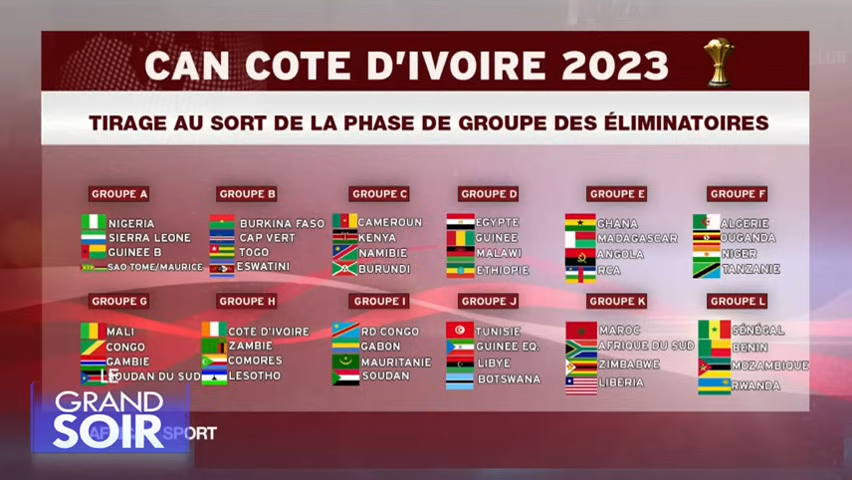 CAN COTE D'IVOIRE 2023
TIRAGE AU SORT DE LA PHASE DE GROUPE DES ÉLIMINATOIRES
GROUPE A
NIGERIA
SIERRA LEONE
GUINEE B
SAO TOME/MAURICE
GROUPE B
BURKINA FASO
CAP VERT
TOGO
ESWATINI
GROUPE C
CAMEROUN
KENYA
NAMIBIE
BURUNDI
GROUPE D
EGYPTE
GUINEE
MALAWI
ETHIOPIE
GROUPE E
GHANA
MADAGASCAR
ANGOLA
RCA
GROUPE F
ALGERIE
OUGANDA
NIGER
TANZANIE
GROUPE G
MALI
CONGO
GAMBIE
SOUDAN DU SUD
GROUPE H
COTE D'IVOIRE
ZAMBIE
COMORES
LESOTHO
GROUPE I
RD CONGO
GABON
MAURITANIE
SOUDAN
GROUPE J
TUNISIE
GUINEE EQ.
LIBYE
BOTSWANA
GROUPE K
MAROC
AFRIQUE DU SUD
ZIMBABWE
LIBERIA
GROUPE L
SÉNÉGAL
BENIN
MOZAMBIQUE
RWANDA
LE
GRAND
SOIR
SPORT